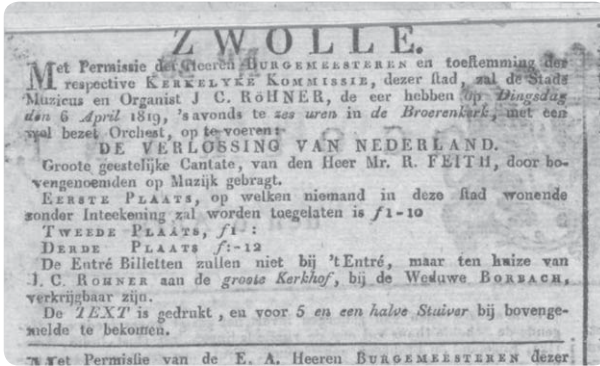 ZWOLLE.
Met Permissie der Heeren BURGEMEESTEREN en toestemming der
respective KERKELYKE KOMMISSIE, dezer stad, zal de Stads
Muzicus en Organist J C. RöHNER, de eer hebben op Dingsdag
den 6 April 1819, 's avonds te zes uren in de Broerenkerk, met een
wel bezet Orchest, op te voeren:
DE VERLOSSING VAN NEDERLAND.
Groote geestelijke Cantate, van den Heer Mr. R. FEITH, door bo-
vengenoemden op Muzijk gebragt.
EERSTE PLAATS, op welken niemand in deze stad wonende
zonder Inteekening zal worden toegelaten is f1-10
TWEEDE PLAATS, f1 :
DERDE PLAATS f:-12
De Entré Billetten zullen niet bij 't Entré, maar ten huize van
J. C. ROHNER aan de groote Kerkhof, bij de Weduwe BORBACH,
verkrijgbaar zijn.
De TEXT is gedrukt, en voor 5 en een halve Stuiver bij bovenge-
melde te bekomen.
Met Permissie van de E. A. Heeren BURGEMEESTEREN dezer